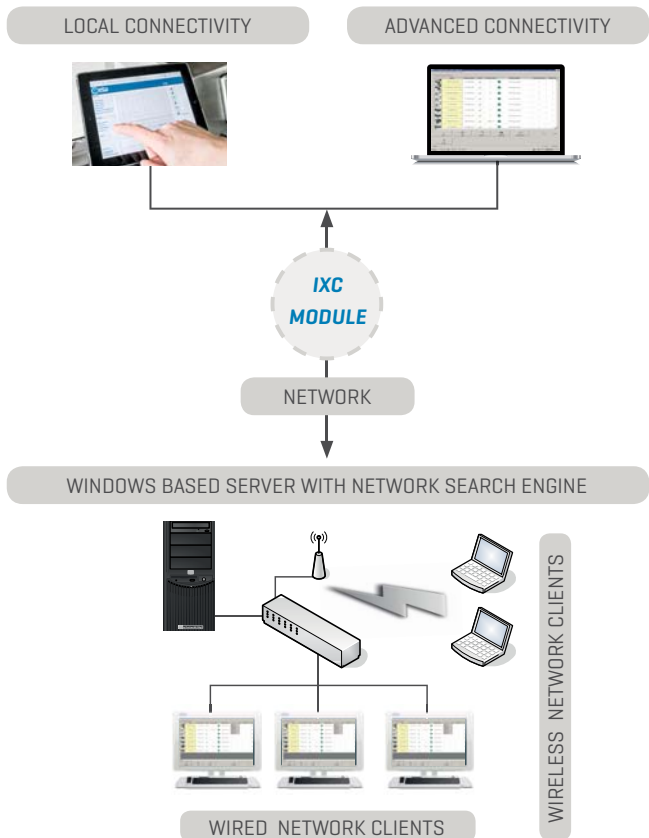 LOCAL CONNECTIVITY
ADVANCED CONNECTIVITY
IXC
MODULE
NETWORK
WINDOWS BASED SERVER WITH NETWORK SEARCH ENGINE
WIRELESS NETWORK CLIENTS
WIRED NETWORK CLIENTS